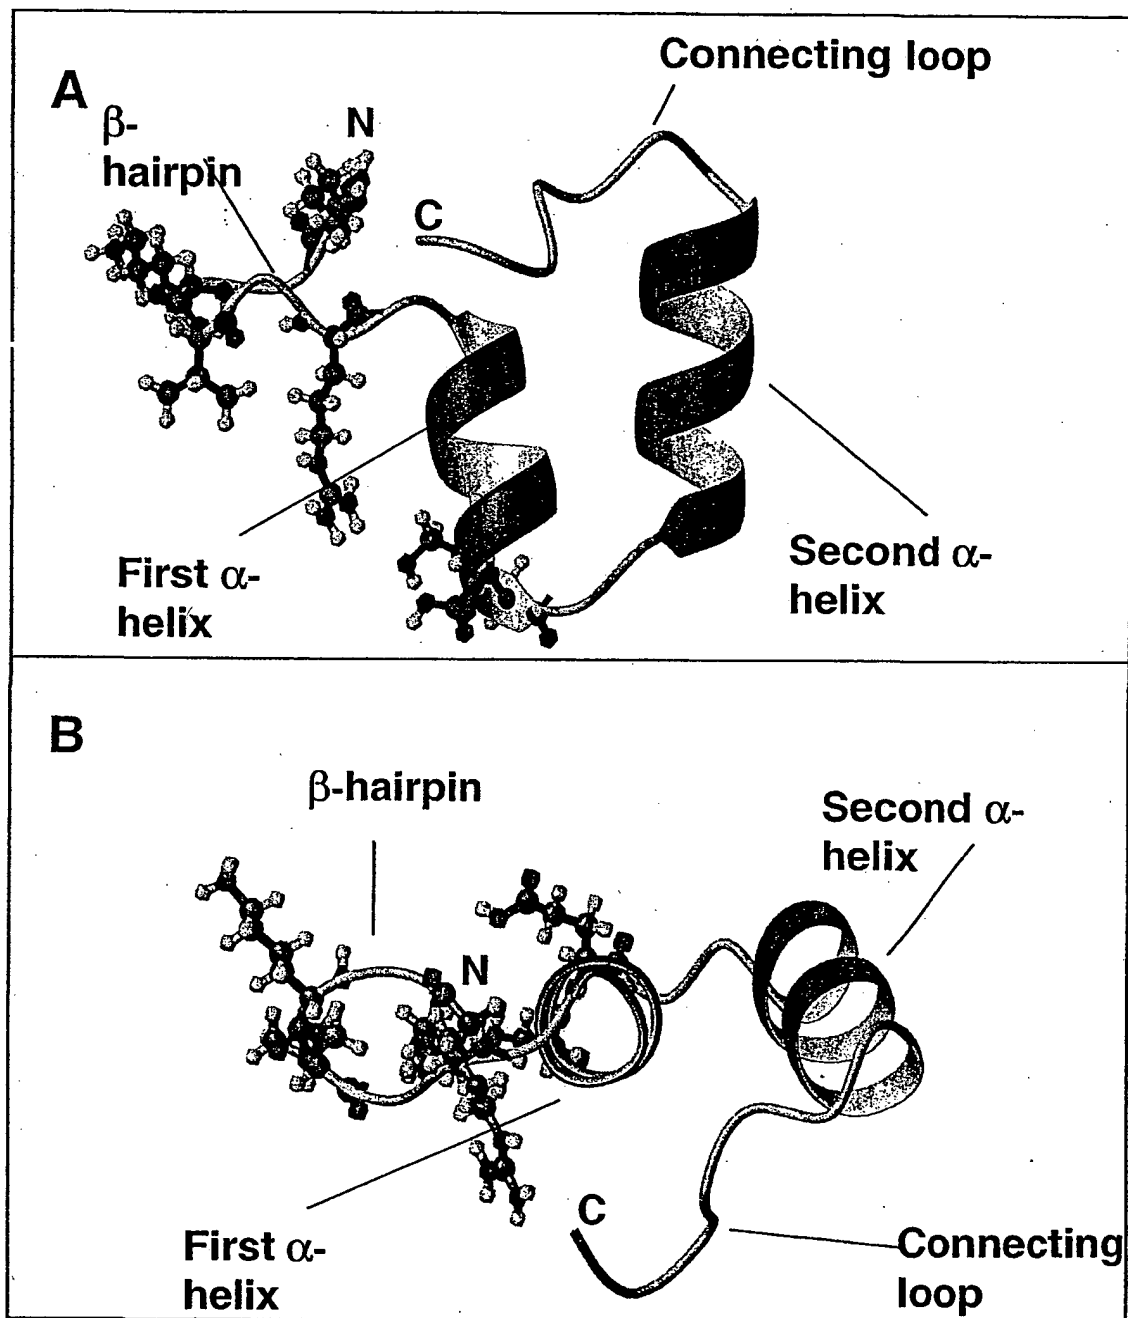 Connecting loop
A
β-
hairpin
N
C
First α-
helix
Second α-
helix
B
β-hairpin
Second α-
helix
N
C
First α-
helix
Connecting
loop